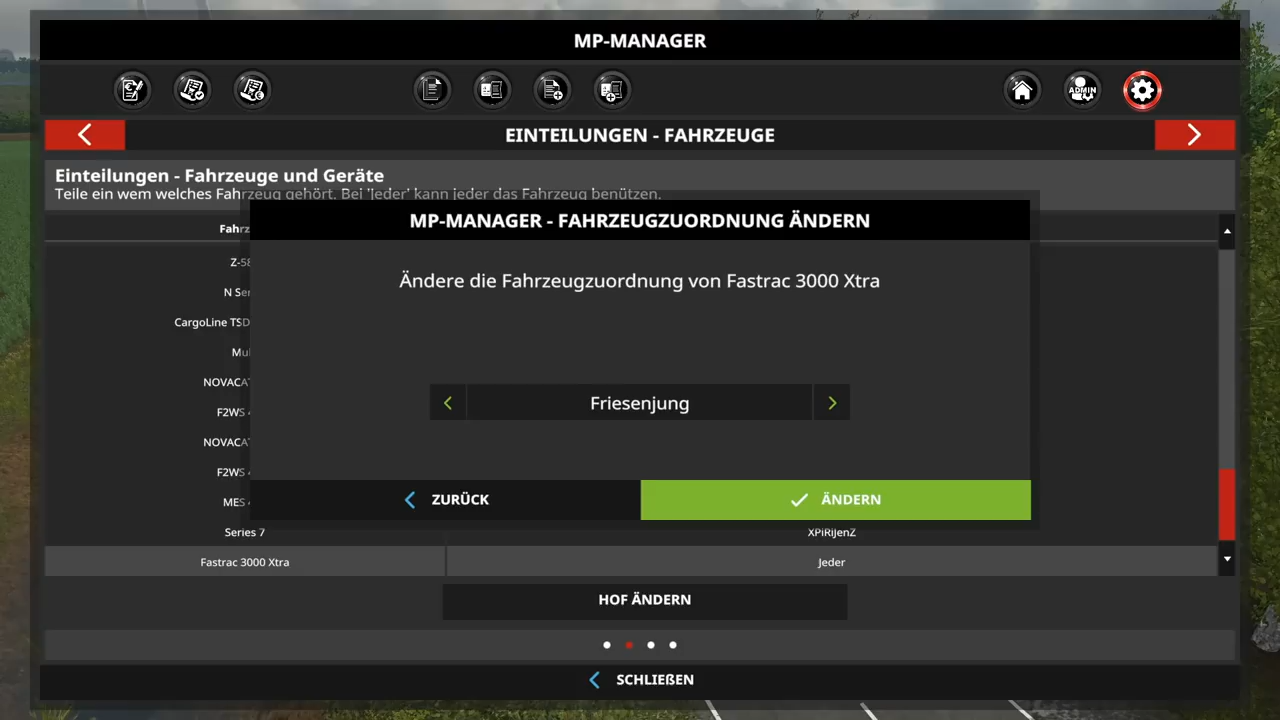 MP-MANAGER
ADMIN
EINTEILUNGEN - FAHRZEUGE
Einteilungen - Fahrzeuge und Geräte
Teile ein wem welches Fahrzeug gehört. Bei 'Jeder' kann jeder das Fahrzeug benützen.
MP-MANAGER - FAHRZEUGZUORDNUNG ÄNDERN
Ändere die Fahrzeugzuordnung von Fastrac 3000 Xtra
CargoLine
Friesenjung
ZURÜCK
ÄNDERN
Series 7 XPiRiJenZ
Fastrac 3000 Xtra Jeder
HOF ÄNDERN
SCHLIEẞEN